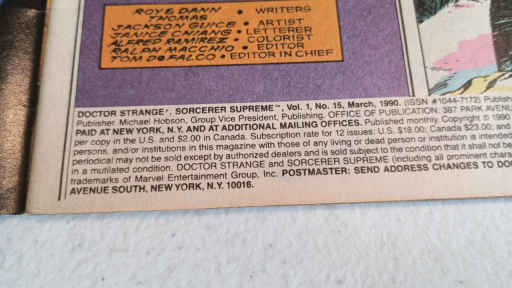 ROY & DANN THOMAS • WRITERS
JACKSON GUICE • ARTIST
JANICE CHIANG • LETTERER
ALFRED RAMIREZ • COLORIST
RALPH MACCHIO • EDITOR
TOM DEFALCO • EDITOR IN CHIEF
DOCTOR STRANGE, SORCERER SUPREME™, Vol. 1, No. 15, March, 1990. (ISSN #1044-7172) Publish
Publisher. Michael Hobson, Group Vice President, Publishing. OFFICE OF PUBLICATION: 387 PARK AVENUE
PAID AT NEW YORK, N.Y. AND AT ADDITIONAL MAILING OFFICES. Published monthly. Copyright © 1990
per copy in the U.S. and $2.00 in Canada. Subscription rate for 12 issues: U.S. $18.00; Canada $23.00; and
persons, and/or institutions in this magazine with those of any living or dead person or institution is intended
periodical may not be sold except by authorized dealers and is sold subject to the condition that it shall not be
in a mutilated condition. DOCTOR STRANGE and SORCERER SUPREME (including all prominent chara
trademarks of Marvel Entertainment Group, Inc. POSTMASTER: SEND ADDRESS CHANGES TO DOC
AVENUE SOUTH, NEW YORK, N.Y. 10016.